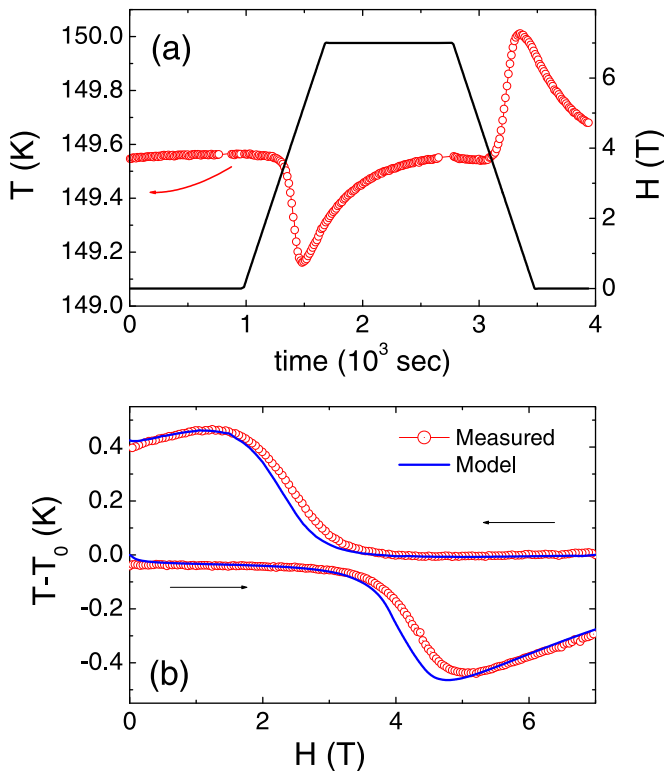 (a)
150.0
149.8
149.6
149.4
149.2
149.0
T (K)
6
4
2
0
H (T)
0 1 2 3 4
time (10³ sec)
Measured
Model
0.4
0.2
0.0
-0.2
-0.4
T-T₀ (K)
(b)
0 2 4 6
H (T)